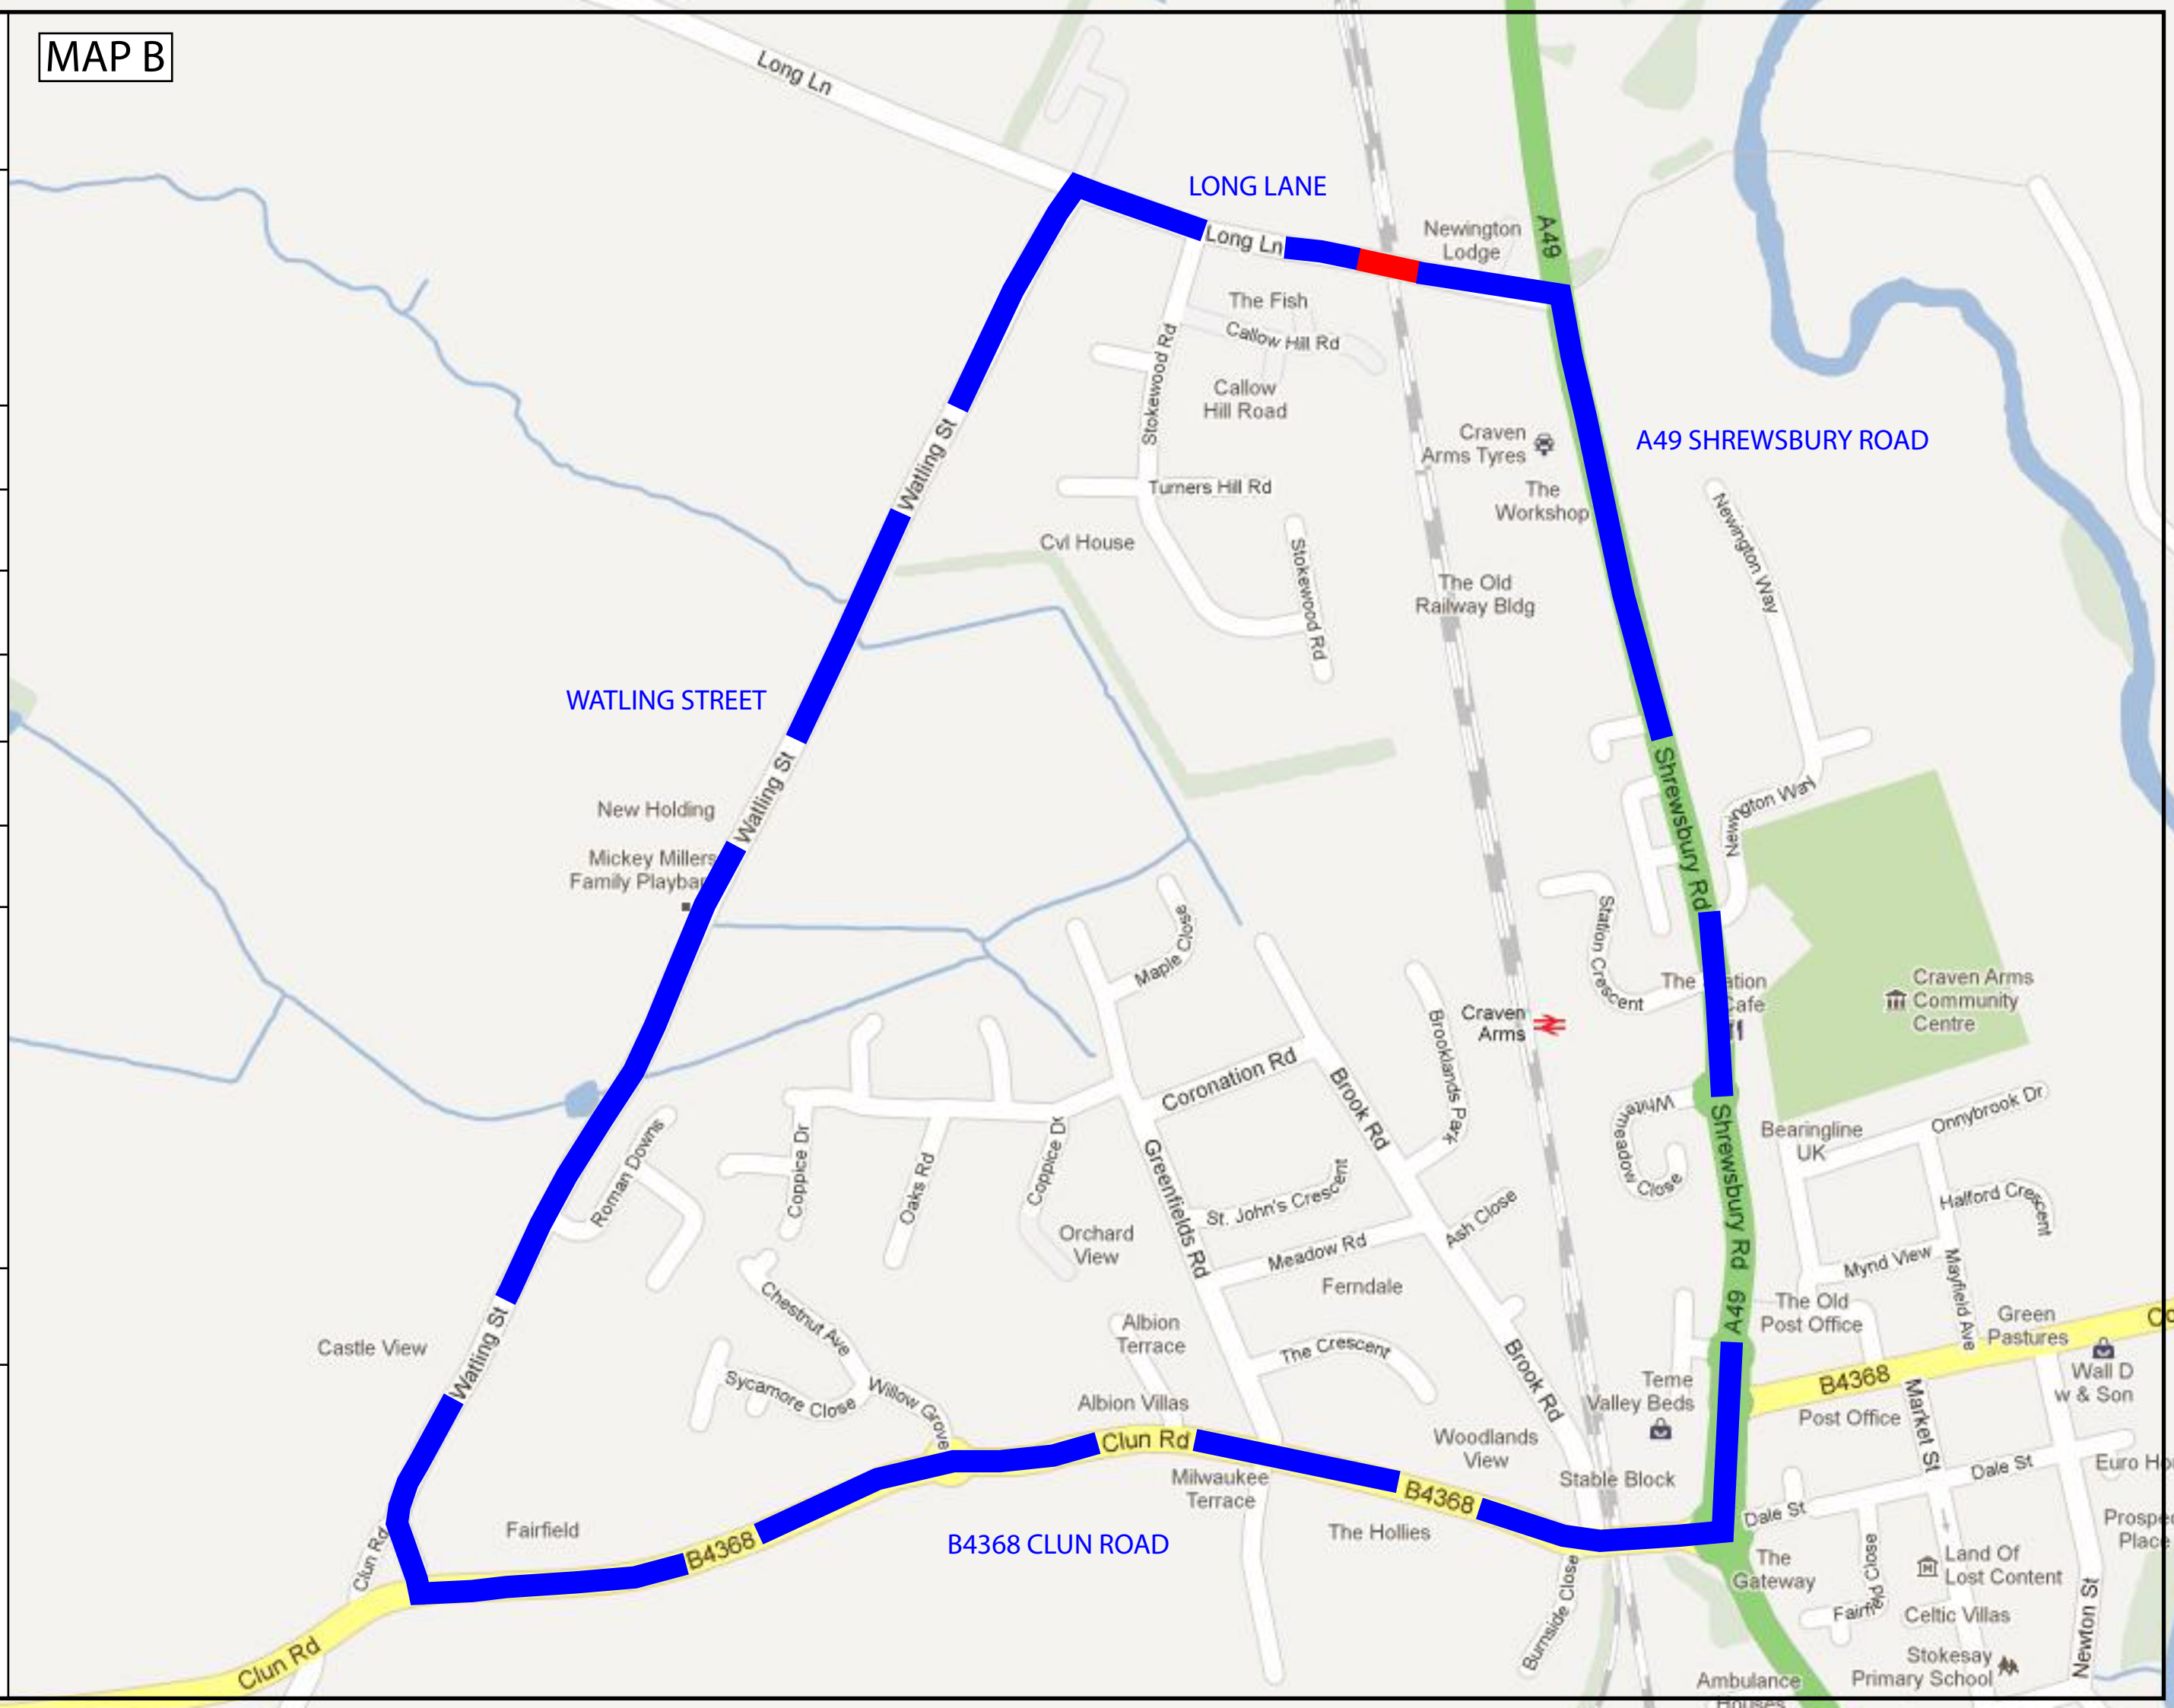 MAP B
Long Ln
LONG LANE
Long Ln
Newington
Lodge
A49
The Fish
Callow Hill Rd
Stokewood Rd
Callow
Hill Road
Craven
Arms Tyres
A49 SHREWSBURY ROAD
Watling St
Turners Hill Rd
The
Workshop
Newington Way
Cvl House
Stokewood Rd
The Old
Railway Bldg
WATLING STREET
Watling St
Shrewsbury Rd
New Holding
Newington Way
Mickey Millers
Family
Maple Close
Station Crescent
The
Cafe
Craven Arms
Community
Centre
Craven
Arms
Brooklands Park
Coronation Rd
Brook Rd
Whitemeadow Close
Shrewsbury Rd
Bearingline
UK
Onnybrook Dr
Roman Downs
Coppice Dr
Oaks Rd
Coppice Dr
Greenfields Rd
St. John's Crescent
Halford Crescent
Orchard
View
Meadow Rd
Ash Close
Mynd View
Mayfield Ave
Ferndale
Chestnut Ave
A49
The Old
Post Office
Green
Pastures
Castle View
Watling St
Albion
Terrace
The Crescent
Brook Rd
Teme
Valley Beds
B4368
Wall D
w & Son
Sycamore Close
Willow Grove
Albion Villas
Post Office
Market St
Clun Rd
Woodlands
View
Milwaukee
Terrace
Stable Block
Dale St
B4368
Dale St
Clun Rd
Fairfield
B4368
B4368 CLUN ROAD
The Hollies
The
Gateway
Burnside Close
Fairfield Close
Land Of
Lost Content
Place
Celtic Villas
Newton St
Clun Rd
Stokesay
Primary School
Ambulance
Houses